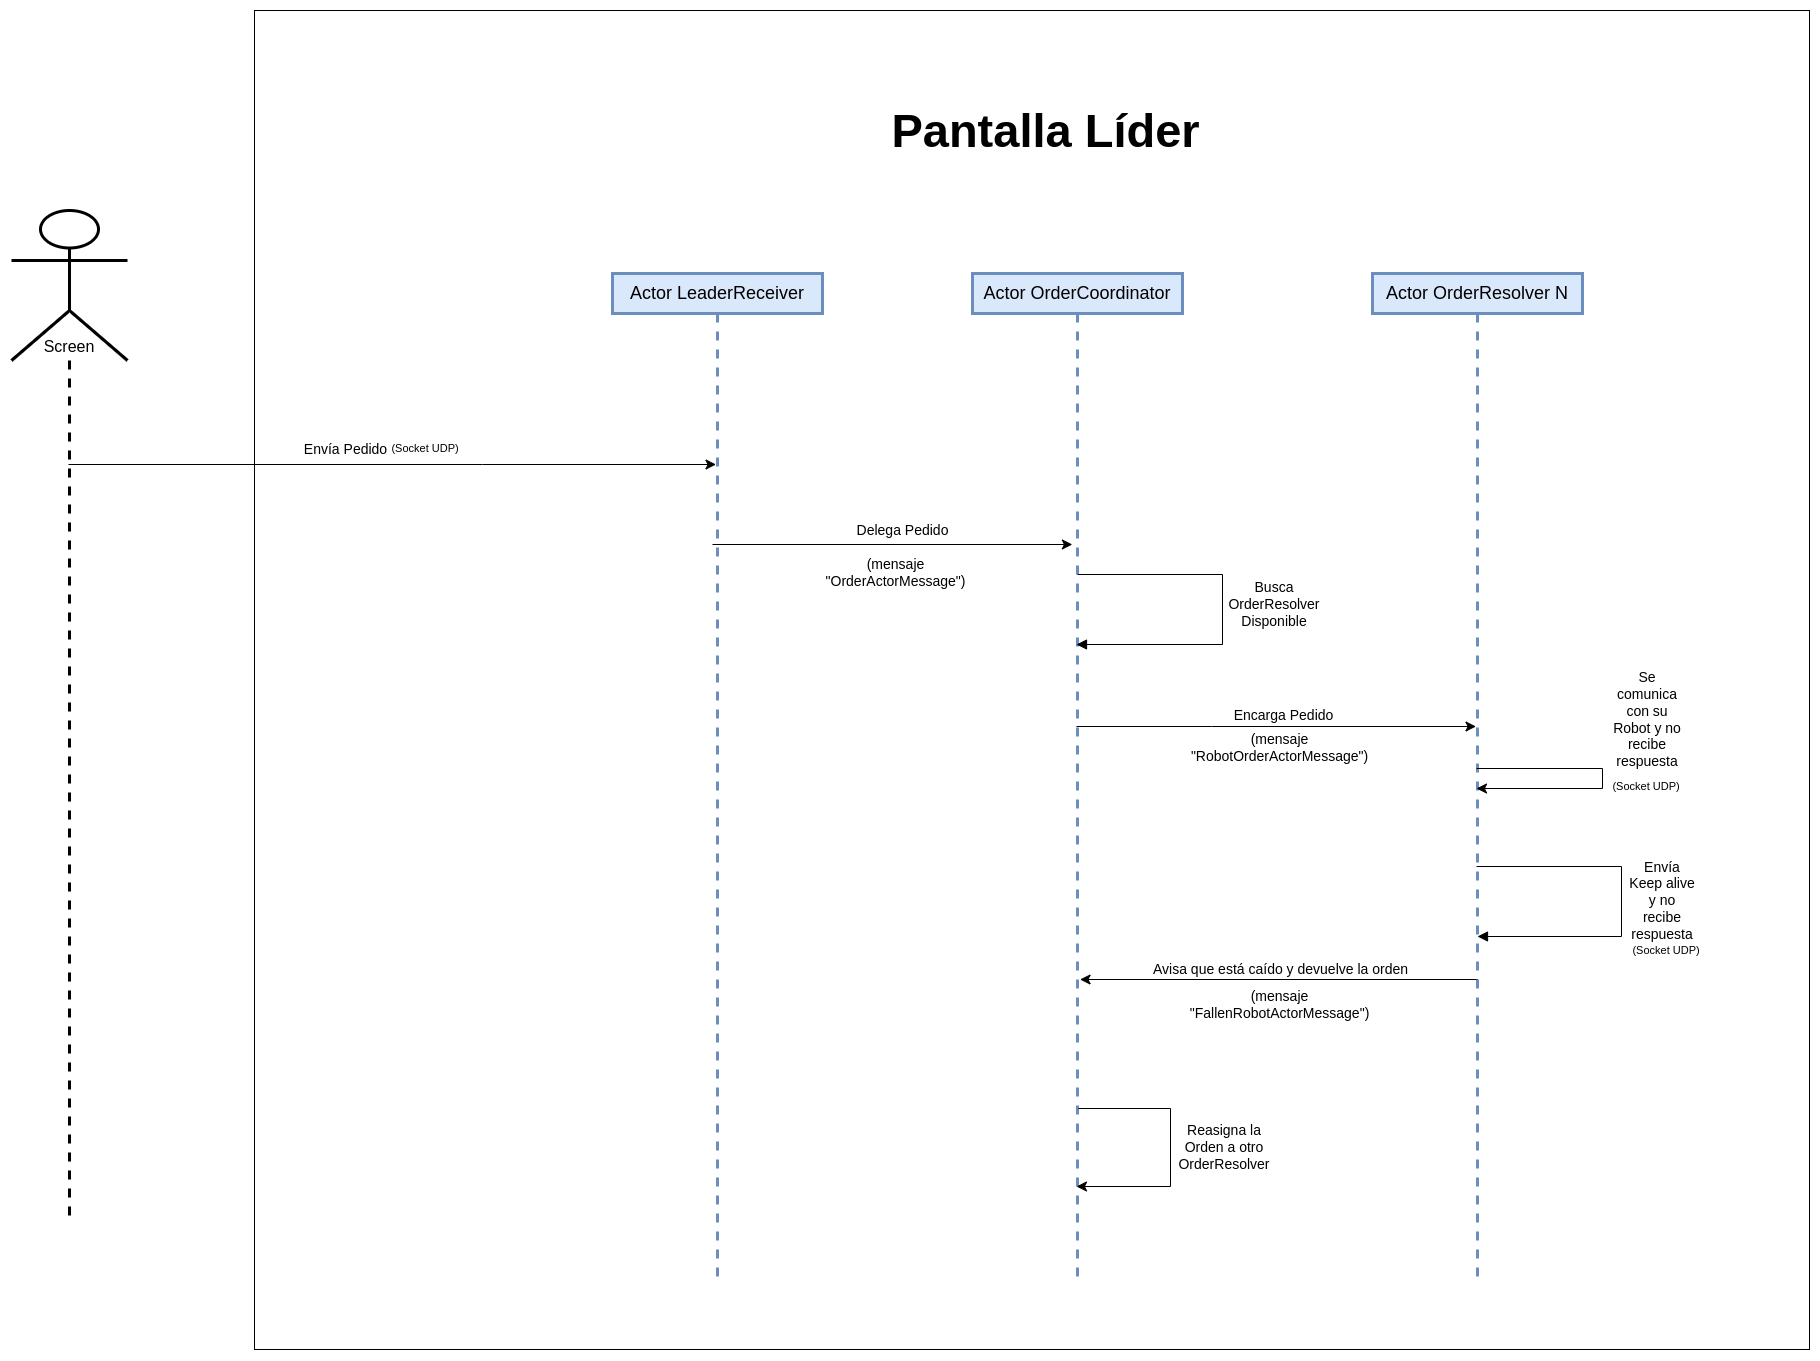 Pantalla Líder
Screen
Actor LeaderReceiver
Actor OrderCoordinator
Actor OrderResolver N
Envía Pedido (Socket UDP)
Delega Pedido
(mensaje
"OrderActorMessage")
Busca
OrderResolver
Disponible
Encarga Pedido
(mensaje
"RobotOrderActorMessage")
Se
comunica
con su
Robot y no
recibe
respuesta
(Socket UDP)
Envía
Keep alive
y no
recibe
respuesta
(Socket UDP)
Avisa que está caído y devuelve la orden
(mensaje
"FallenRobotActorMessage")
Reasigna la
Orden a otro
OrderResolver